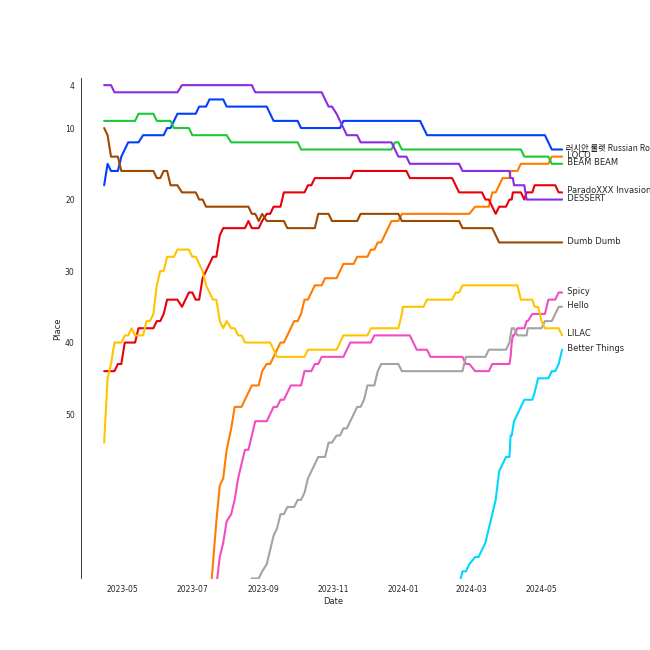 4
10
20
30
40
50
Place
2023-05
2023-07
2023-09
2023-11
2024-01
2024-03
2024-05
Date
러시안 룰렛 Russian Ro
LOCO
BEAM BEAM
ParadoXXX Invasion
DESSERT
Dumb Dumb
Spicy
Hello
LILAC
Better Things